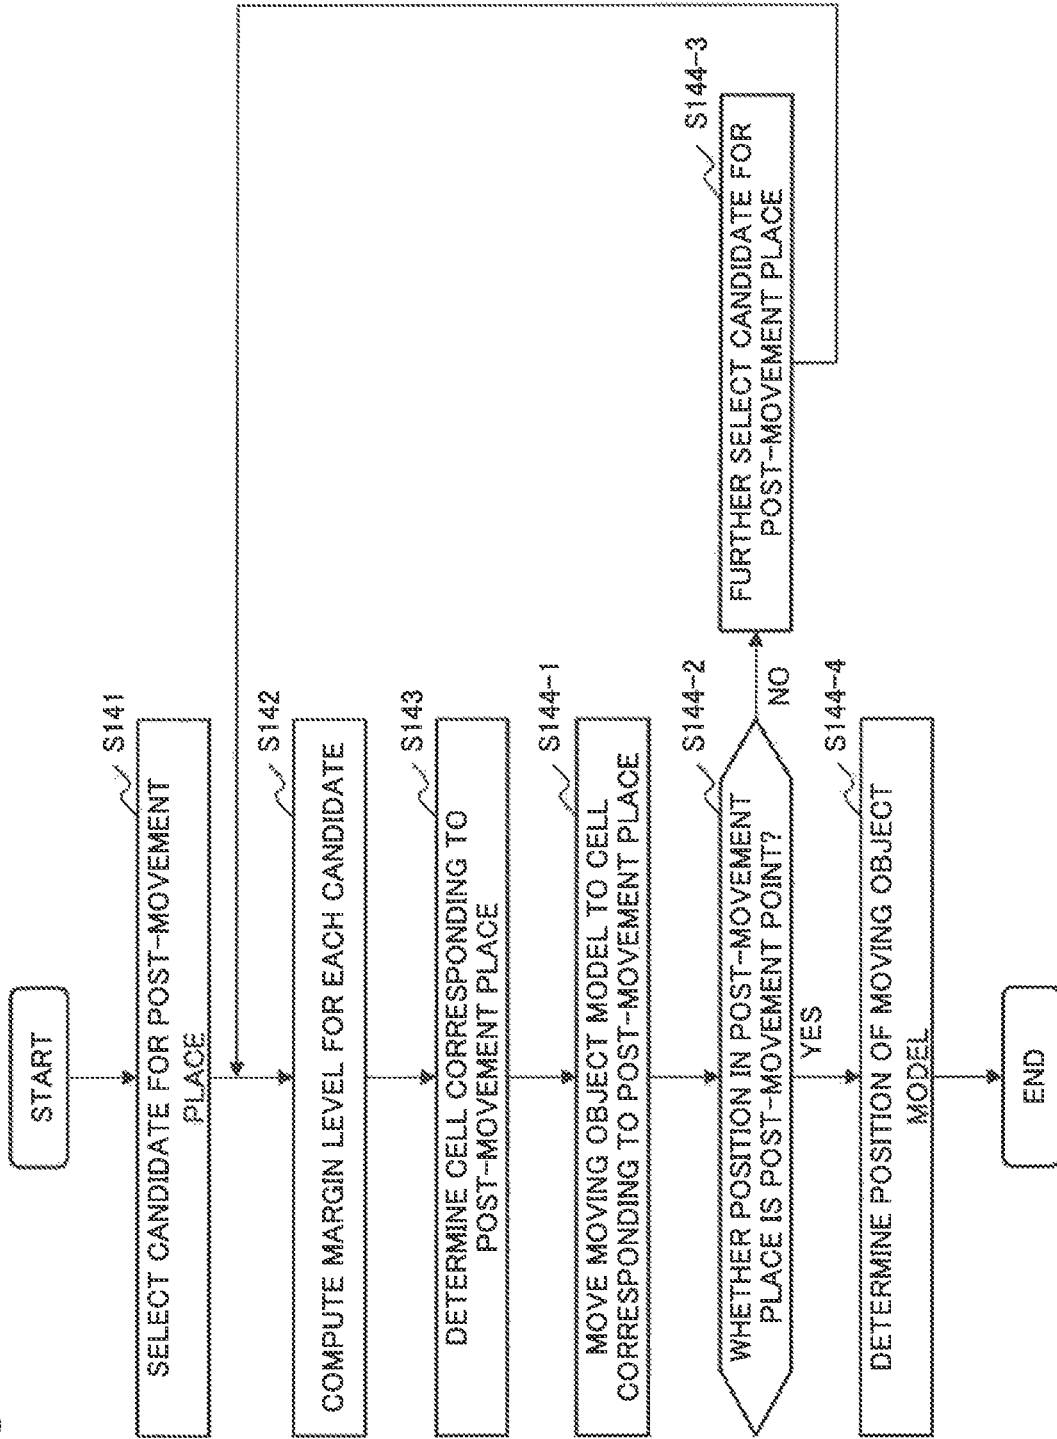 START
S141
SELECT CANDIDATE FOR POST-MOVEMENT
PLACE
S142
COMPUTE MARGIN LEVEL FOR EACH CANDIDATE
S143
DETERMINE CELL CORRESPONDING TO
POST-MOVEMENT PLACE
S144-1
MOVE MOVING OBJECT MODEL TO CELL
CORRESPONDING TO POST-MOVEMENT PLACE
S144-2
WHETHER POSITION IN POST-MOVEMENT
PLACE IS POST-MOVEMENT POINT?
NO
S144-3
FURTHER SELECT CANDIDATE FOR
POST-MOVEMENT PLACE
YES
S144-4
DETERMINE POSITION OF MOVING OBJECT
MODEL
END